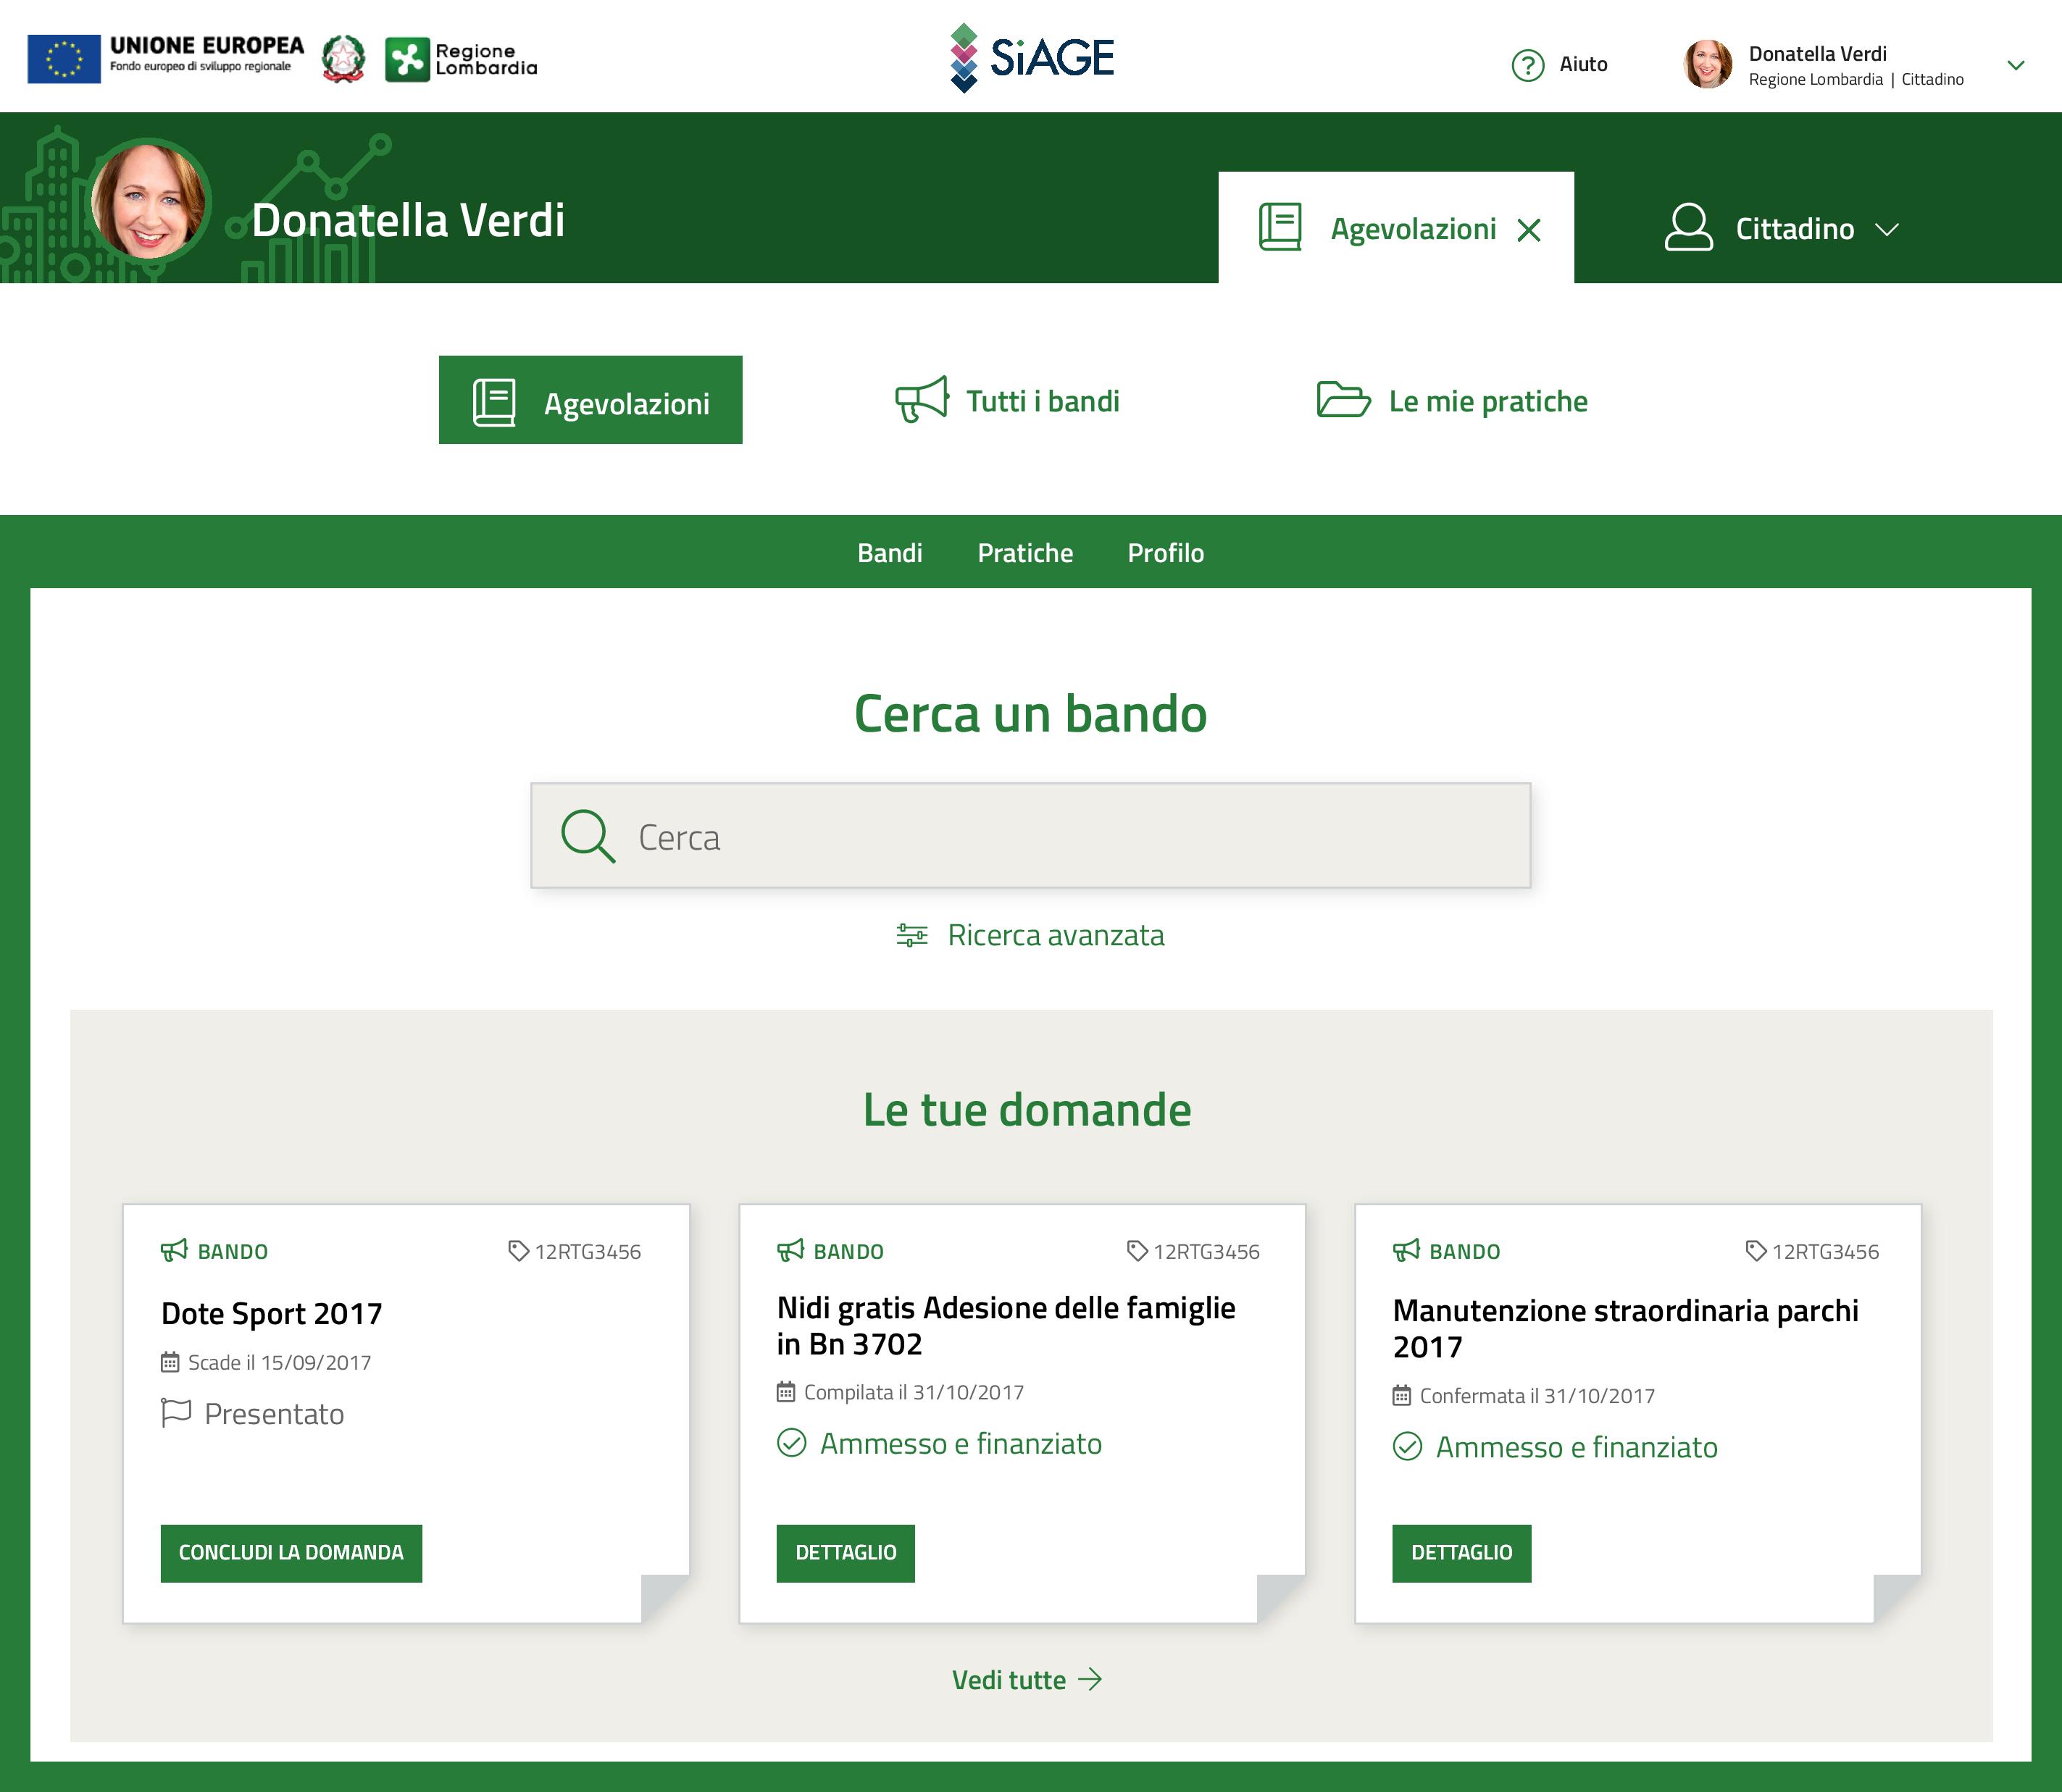 UNIONE EUROPEA
Fondo europeo di sviluppo regionale
Regione
Lombardia
SiAGE
Aiuto
Donatella Verdi
Regione Lombardia | Cittadino
Donatella Verdi
Agevolazioni
Cittadino
Agevolazioni
Tutti i bandi
Le mie pratiche
Bandi
Pratiche
Profilo
Cerca un bando
Cerca
Ricerca avanzata
Le tue domande
BANDO
12RTG3456
Dote Sport 2017
Scade il 15/09/2017
Presentato
CONCLUDI LA DOMANDA
BANDO
12RTG3456
Nidi gratis Adesione delle famiglie
in Bn 3702
Compilata il 31/10/2017
Ammesso e finanziato
DETTAGLIO
BANDO
12RTG3456
Manutenzione straordinaria parchi
2017
Confermata il 31/10/2017
Ammesso e finanziato
DETTAGLIO
Vedi tutte